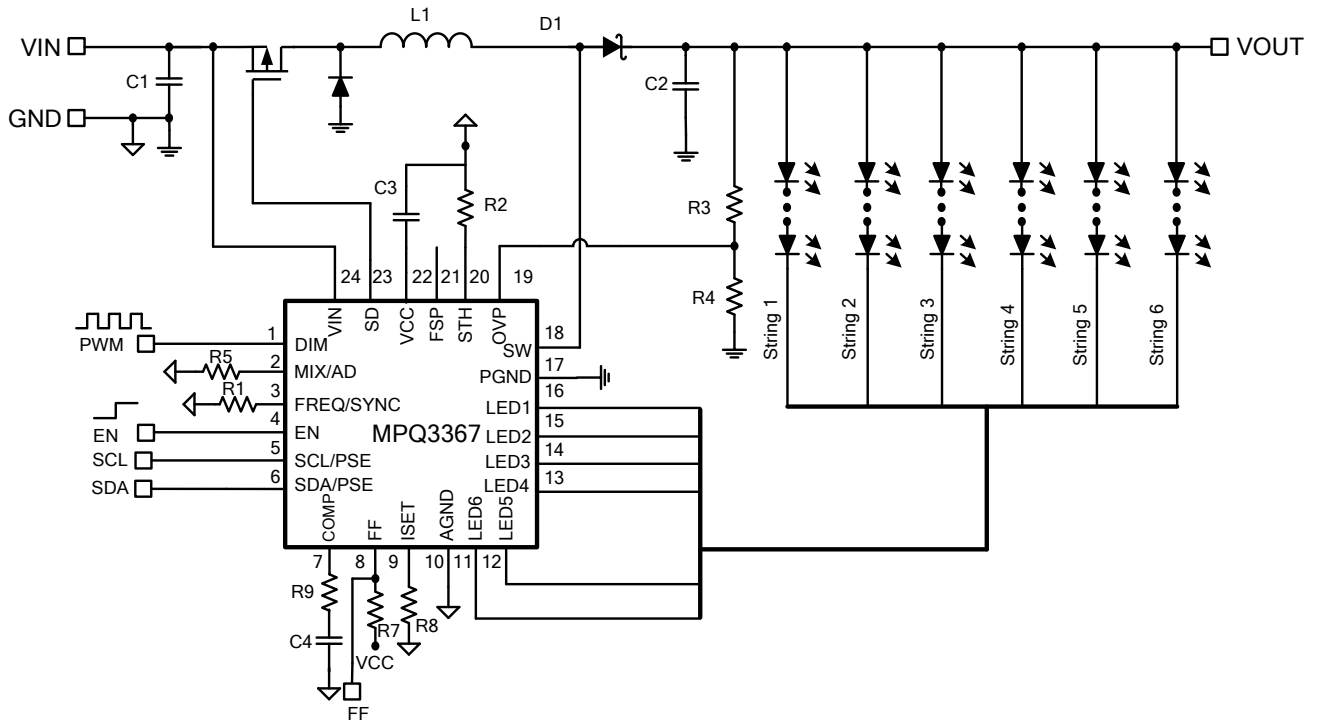 L1
D1
VIN
VOUT
C1
C2
GND
C3
R2
R3
24
23
22
21
20
19
R4
VIN
SD
VCC
FSP
STH
OVP
String 1
String 2
String 3
String 4
String 5
String 6
PWM
1
DIM
18
SW
R5
2
MIX/AD
17
PGND
R1
3
FREQ/SYNC
16
LED1
EN
4
EN
MPQ3367
15
LED2
SCL
5
SCL/PSE
14
LED3
SDA
6
SDA/PSE
13
LED4
COMP
FF
ISET
AGND
LED6
LED5
7
8
9
10
11
12
R9
R7
R8
C4
VCC
FF